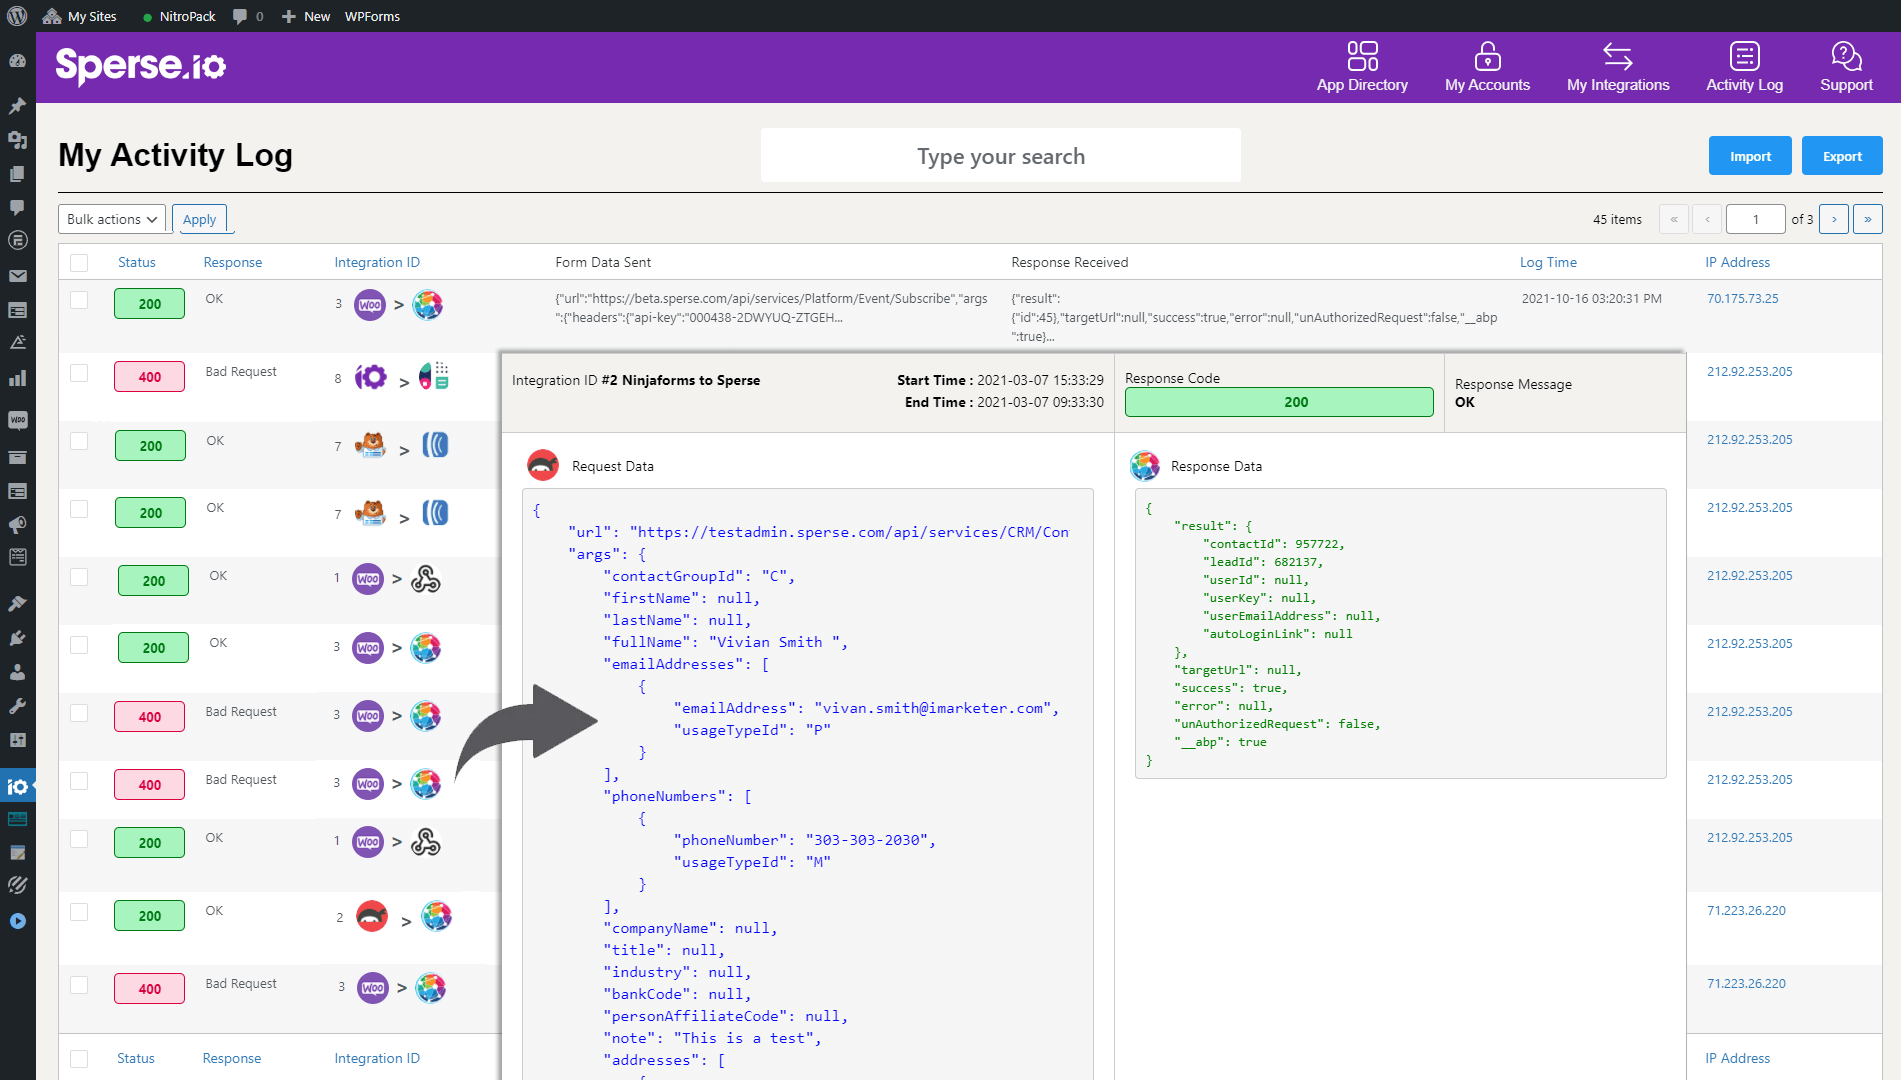 My Sites
NitroPack
0
New
WPForms
Sperse.io
App Directory
My Accounts
My Integrations
Activity Log
Support
My Activity Log
Type your search
Import
Export
Bulk actions
Apply
45 items
«
‹
1
of 3
›
»
Status
Response
Integration ID
Form Data Sent
Response Received
Log Time
IP Address
200
OK
3
WOO
>
{"url":"https://beta.sperse.com/api/services/Platform/Event/Subscribe","args
":{"headers":{"api-key":"000438-2DWYUQ-ZTGEH...
{"result":
{"id":45},"targetUrl":null,"success":true,"error":null,"unAuthorizedRequest":false,"__abp
":true}...
2021-10-16 03:20:31 PM
70.175.73.25
400
Bad Request
8
iO
>
212.92.253.205
200
OK
7
>
212.92.253.205
200
OK
7
>
212.92.253.205
200
OK
1
WOO
>
212.92.253.205
200
OK
3
WOO
>
212.92.253.205
400
Bad Request
3
WOO
>
212.92.253.205
400
Bad Request
3
WOO
>
212.92.253.205
200
OK
1
WOO
>
212.92.253.205
200
OK
2
>
71.223.26.220
400
Bad Request
3
WOO
>
71.223.26.220
Status
Response
Integration ID
IP Address
Integration ID #2 Ninjaforms to Sperse
Start Time : 2021-03-07 15:33:29
End Time : 2021-03-07 09:33:30
Response Code
200
Response Message
OK
Request Data
{
"url": "https://testadmin.sperse.com/api/services/CRM/Con
"args": {
"contactGroupId": "C",
"firstName": null,
"lastName": null,
"fullName": "Vivian Smith ",
"emailAddresses": [
{
"emailAddress": "vivan.smith@imarketer.com",
"usageTypeId": "P"
}
],
"phoneNumbers": [
{
"phoneNumber": "303-303-2030",
"usageTypeId": "M"
}
],
"companyName": null,
"title": null,
"industry": null,
"bankCode": null,
"personAffiliateCode": null,
"note": "This is a test",
"addresses": [
Response Data
{
"result": {
"contactId": 957722,
"leadId": 682137,
"userId": null,
"userKey": null,
"userEmailAddress": null,
"autoLoginLink": null
},
"targetUrl": null,
"success": true,
"error": null,
"unAuthorizedRequest": false,
"__abp": true
}